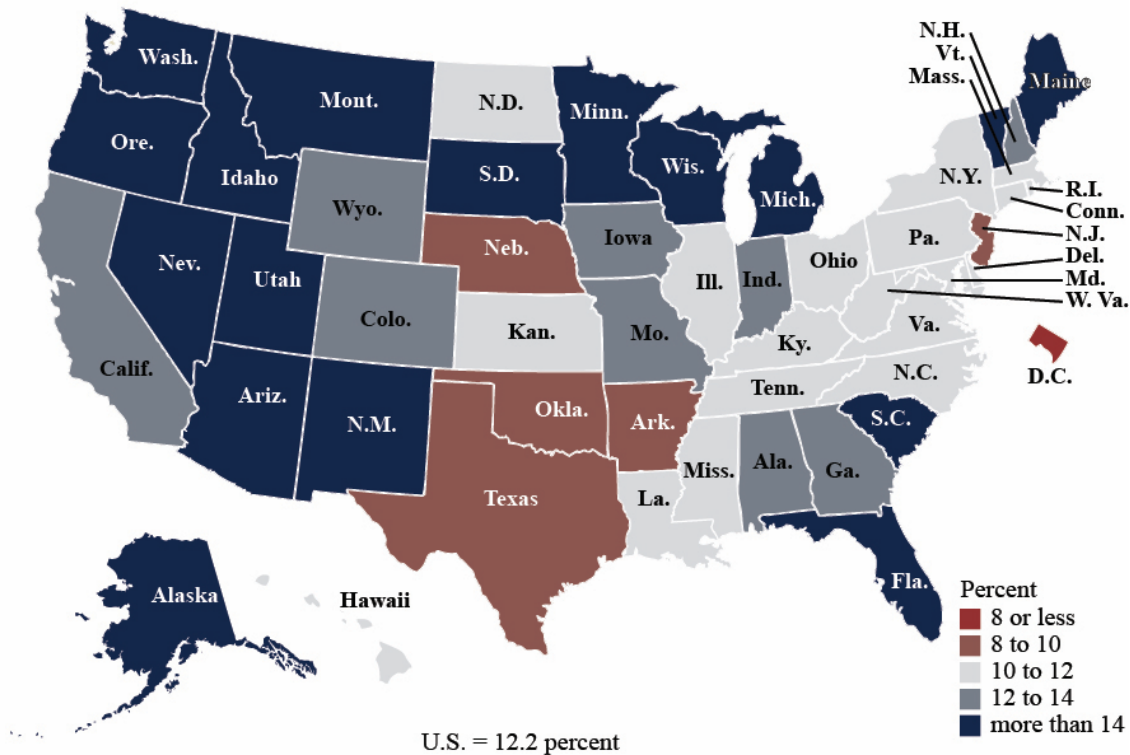 N.H.
Vt.
Mass.
Wash.
Mont.
N.D.
Minn.
Maine
Ore.
Idaho
S.D.
Wis.
Mich.
N.Y.
R.I.
Conn.
N.J.
Del.
Md.
W. Va.
Wyo.
Neb.
Iowa
Pa.
Nev.
Utah
Colo.
Kan.
Mo.
Ill.
Ind.
Ohio
Ky.
Va.
Calif.
Ariz.
N.M.
Okla.
Ark.
Tenn.
N.C.
D.C.
Texas
La.
Miss.
Ala.
Ga.
S.C.
Alaska
Hawaii
Fla.
Percent
8 or less
8 to 10
10 to 12
12 to 14
more than 14
U.S. = 12.2 percent